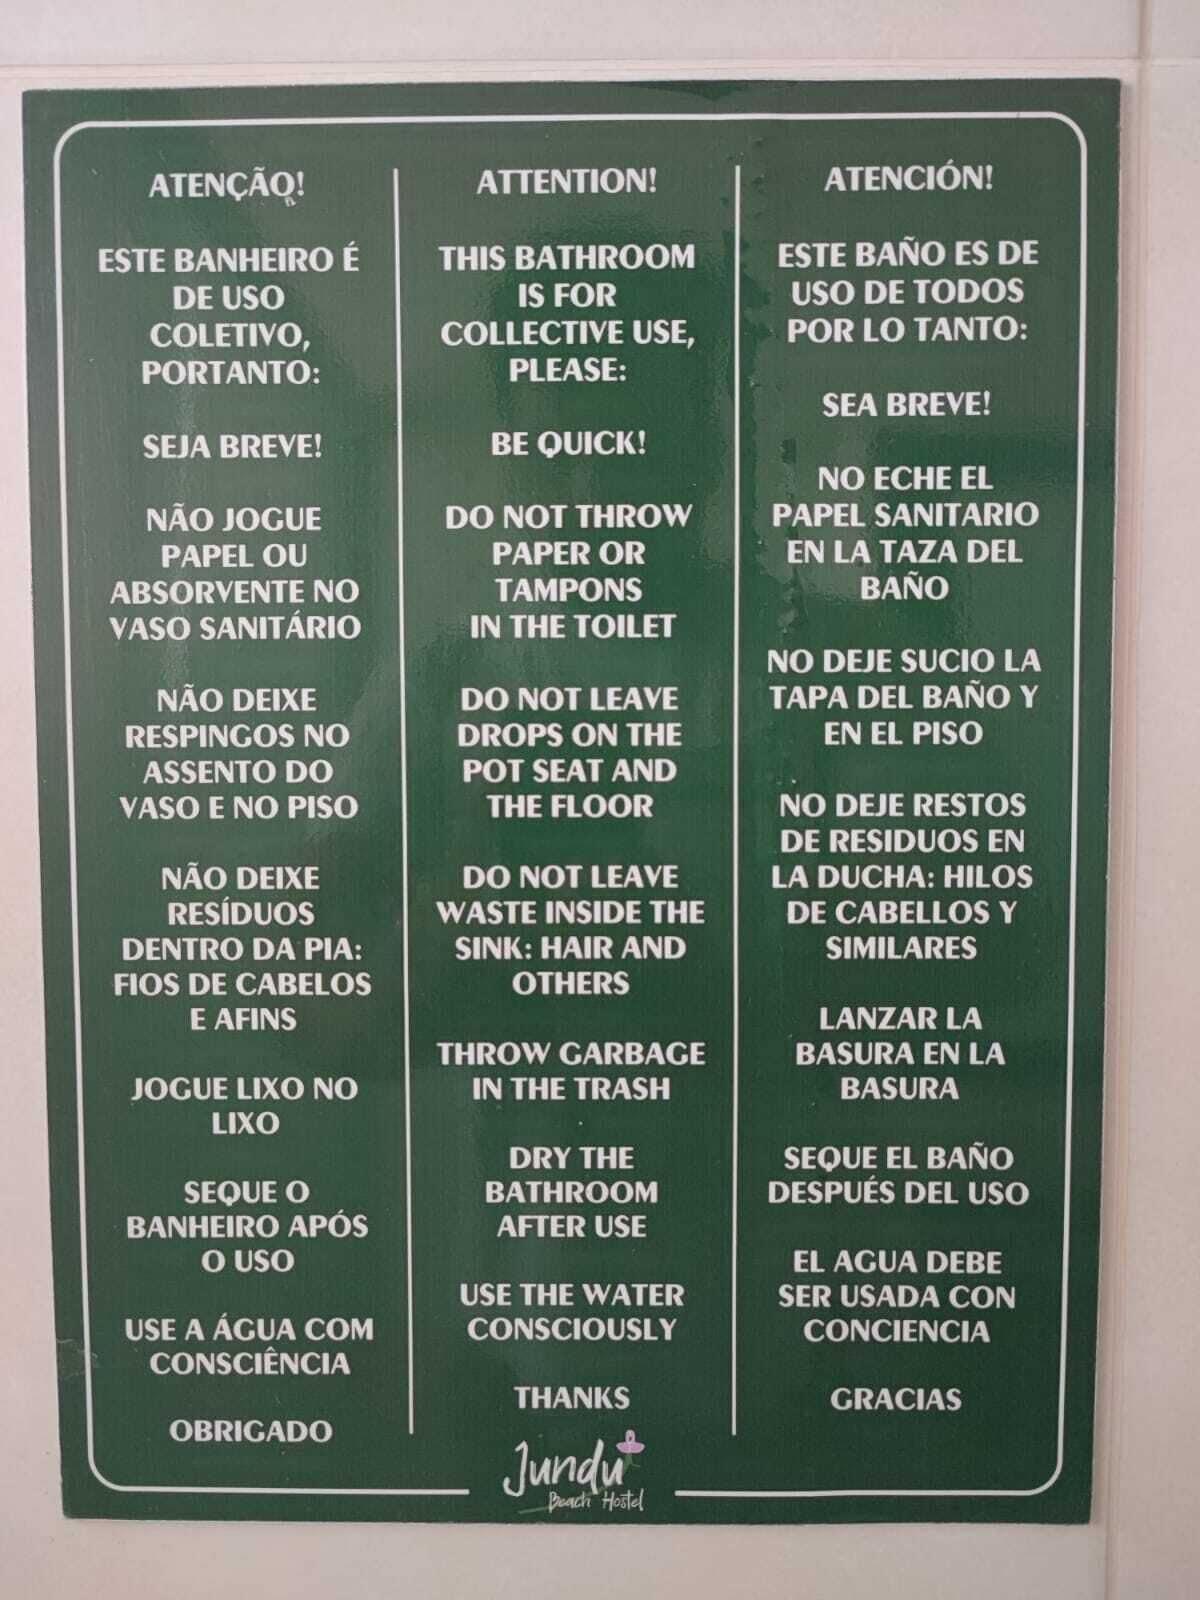 ATENÇÃO!
ESTE BANHEIRO É
DE USO
COLETIVO,
PORTANTO:
SEJA BREVE!
NÃO JOGUE
PAPEL OU
ABSORVENTE NO
VASO SANITÁRIO
NÃO DEIXE
RESPINGOS NO
ASSENTO DO
VASO E NO PISO
NÃO DEIXE
RESÍDUOS
DENTRO DA PIA:
FIOS DE CABELOS
E AFINS
JOGUE LIXO NO
LIXO
SEQUE O
BANHEIRO APÓS
O USO
USE A ÁGUA COM
CONSCIÊNCIA
OBRIGADO
ATTENTION!
THIS BATHROOM
IS FOR
COLLECTIVE USE,
PLEASE:
BE QUICK!
DO NOT THROW
PAPER OR
TAMPONS
IN THE TOILET
DO NOT LEAVE
DROPS ON THE
POT SEAT AND
THE FLOOR
DO NOT LEAVE
WASTE INSIDE THE
SINK: HAIR AND
OTHERS
THROW GARBAGE
IN THE TRASH
DRY THE
BATHROOM
AFTER USE
USE THE WATER
CONSCIOUSLY
THANKS
ATENCIÓN!
ESTE BAÑO ES DE
USO DE TODOS
POR LO TANTO:
SEA BREVE!
NO ECHE EL
PAPEL SANITARIO
EN LA TAZA DEL
BAÑO
NO DEJE SUCIO LA
TAPA DEL BAÑO Y
EN EL PISO
NO DEJE RESTOS
DE RESIDUOS EN
LA DUCHA: HILOS
DE CABELLOS Y
SIMILARES
LANZAR LA
BASURA EN LA
BASURA
SEQUE EL BAÑO
DESPUÉS DEL USO
EL AGUA DEBE
SER USADA CON
CONCIENCIA
GRACIAS
Jundu
Beach Hostel